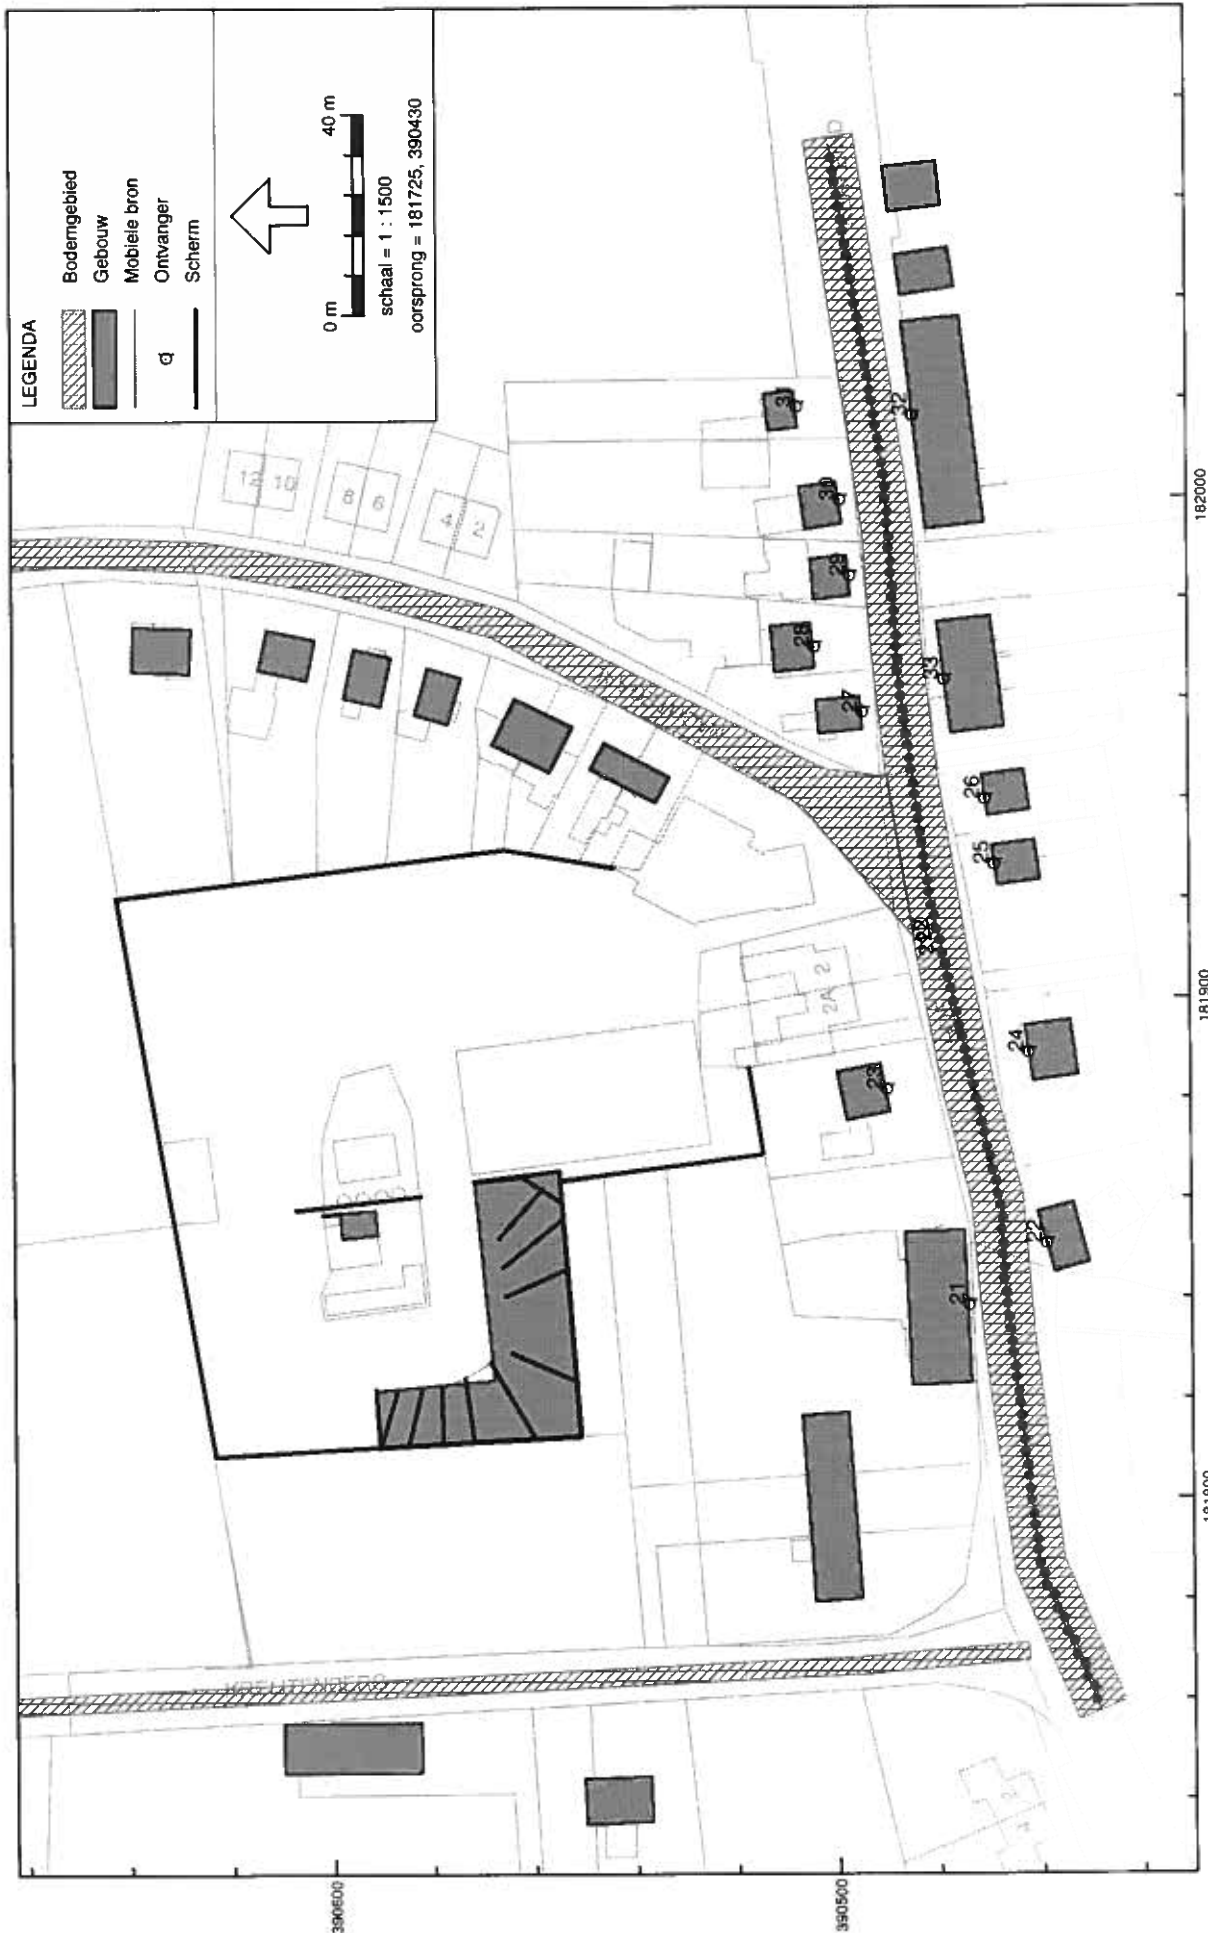 LEGENDA
Bodemgebied
Gebouw
Mobiele bron
Ontvanger
Scherm
0 m
40 m
schaal = 1 : 1500
oorsprong = 181725, 390430
12
10
8
6
4
2
31
30
29
28
27
32
33
26
25
24
23
22
21
2
2A
390600
390500
182000
181900